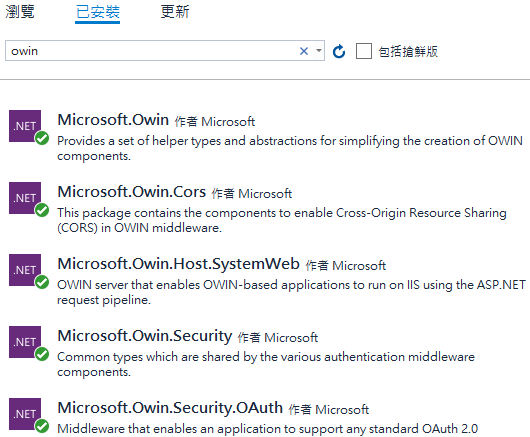 瀏覽 已安裝 更新
owin 包括搶鮮版
.NET Microsoft.Owin 作者 Microsoft
Provides a set of helper types and abstractions for simplifying the creation of OWIN
components.
.NET Microsoft.Owin.Cors 作者 Microsoft
This package contains the components to enable Cross-Origin Resource Sharing
(CORS) in OWIN middleware.
.NET Microsoft.Owin.Host.SystemWeb 作者 Microsoft
OWIN server that enables OWIN-based applications to run on IIS using the ASP.NET
request pipeline.
.NET Microsoft.Owin.Security 作者 Microsoft
Common types which are shared by the various authentication middleware
components.
.NET Microsoft.Owin.Security.OAuth 作者 Microsoft
Middleware that enables an application to support any standard OAuth 2.0